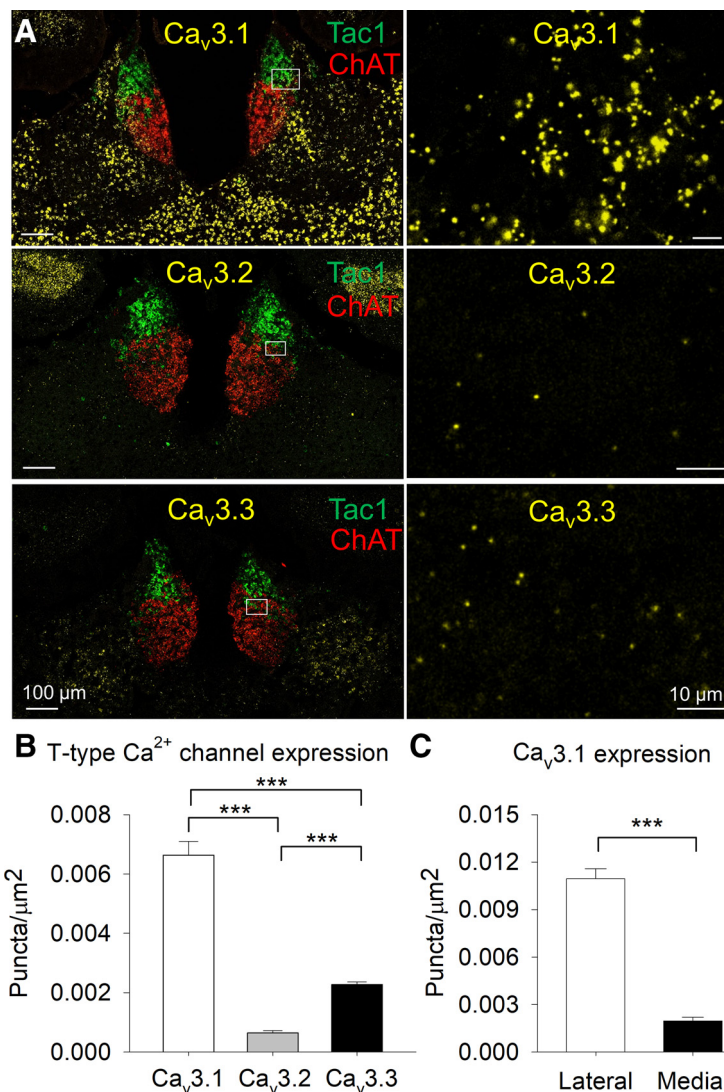 A
Cav3.1
Tac1
ChAT
Cav3.1
Cav3.2
Tac1
ChAT
Cav3.2
Cav3.3
Tac1
ChAT
Cav3.3
100 µm
10 µm
B T-type Ca²⁺ channel expression
***
***
***
0.008
0.006
0.004
0.002
0.000
Puncta/µm2
Cav3.1 Cav3.2 Cav3.3
C Cav3.1 expression
***
0.015
0.012
0.009
0.006
0.003
0.000
Puncta/µm2
Lateral Media